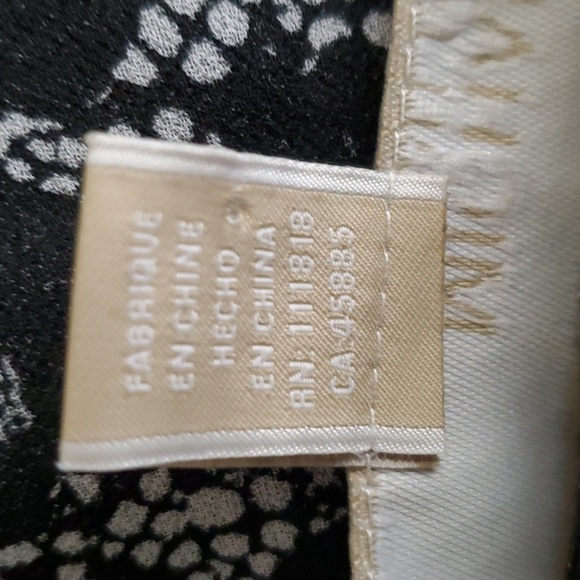 FABRIQUE
EN CHINE
HECHO
EN CHINA
RN: 111818
CA: 45885